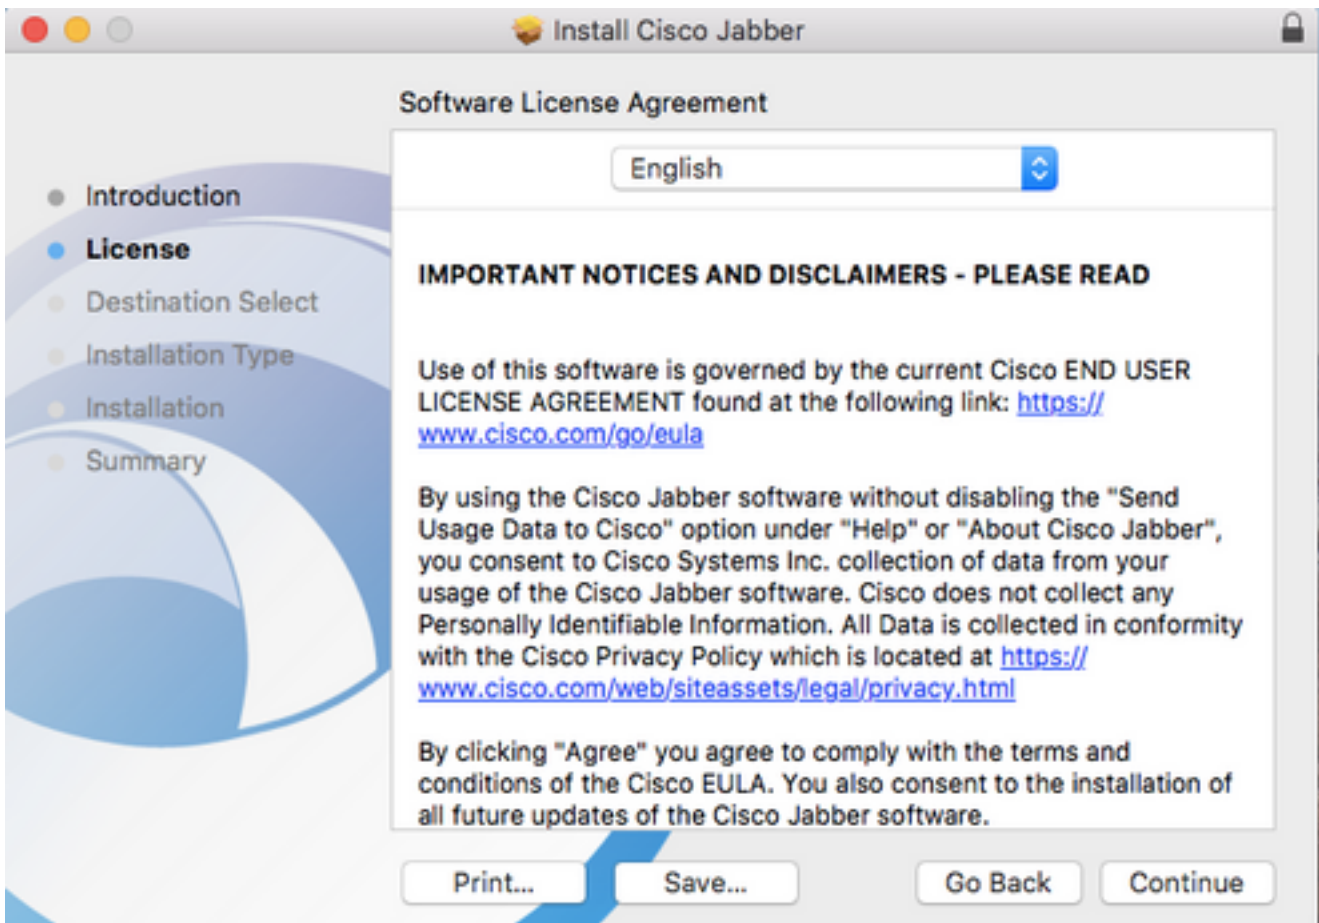 Install Cisco Jabber
Software License Agreement
English
Introduction
License
Destination Select
Installation Type
Installation
Summary
IMPORTANT NOTICES AND DISCLAIMERS - PLEASE READ
Use of this software is governed by the current Cisco END USER
LICENSE AGREEMENT found at the following link: https://
www.cisco.com/go/eula
By using the Cisco Jabber software without disabling the "Send
Usage Data to Cisco" option under "Help" or "About Cisco Jabber",
you consent to Cisco Systems Inc. collection of data from your
usage of the Cisco Jabber software. Cisco does not collect any
Personally Identifiable Information. All Data is collected in conformity
with the Cisco Privacy Policy which is located at https://
www.cisco.com/web/siteassets/legal/privacy.html
By clicking "Agree" you agree to comply with the terms and
conditions of the Cisco EULA. You also consent to the installation of
all future updates of the Cisco Jabber software.
Print... Save... Go Back Continue